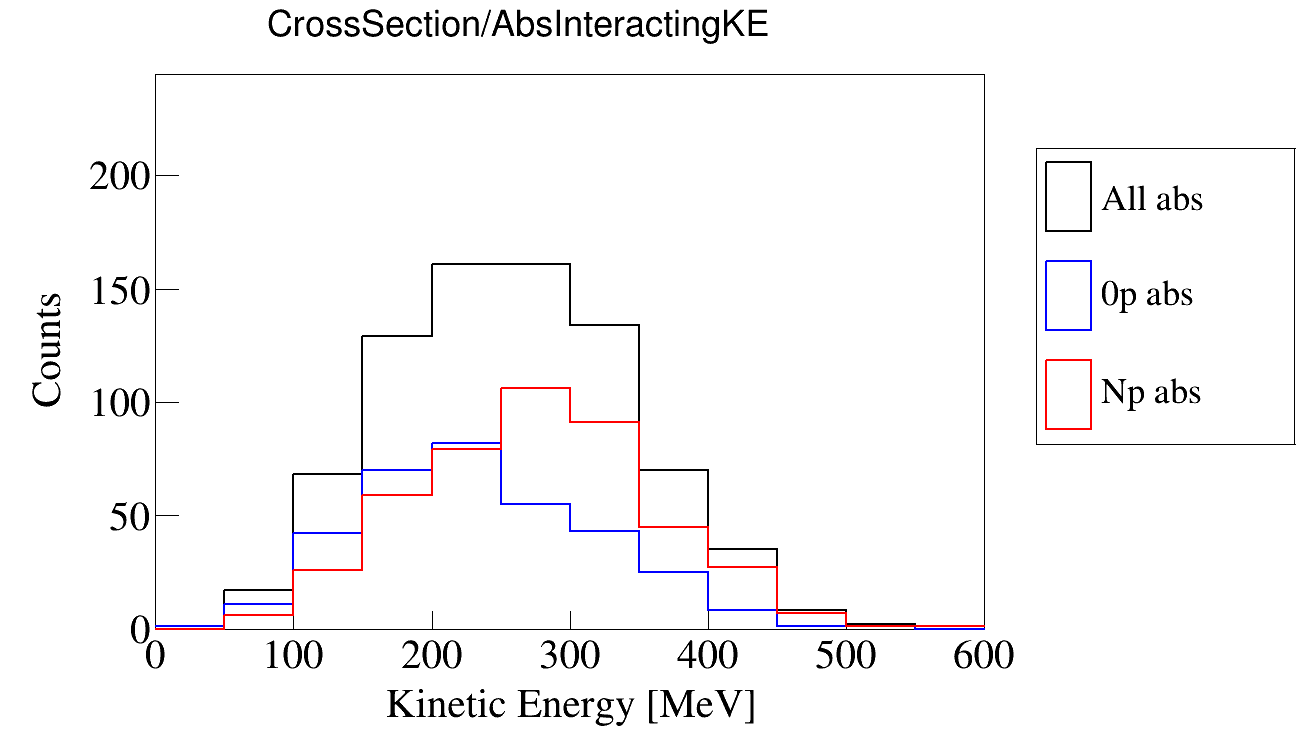 CrossSection/AbsInteractingKE
200
150
100
50
0
Counts
0 100 200 300 400 500 600
Kinetic Energy [MeV]
All abs
0p abs
Np abs